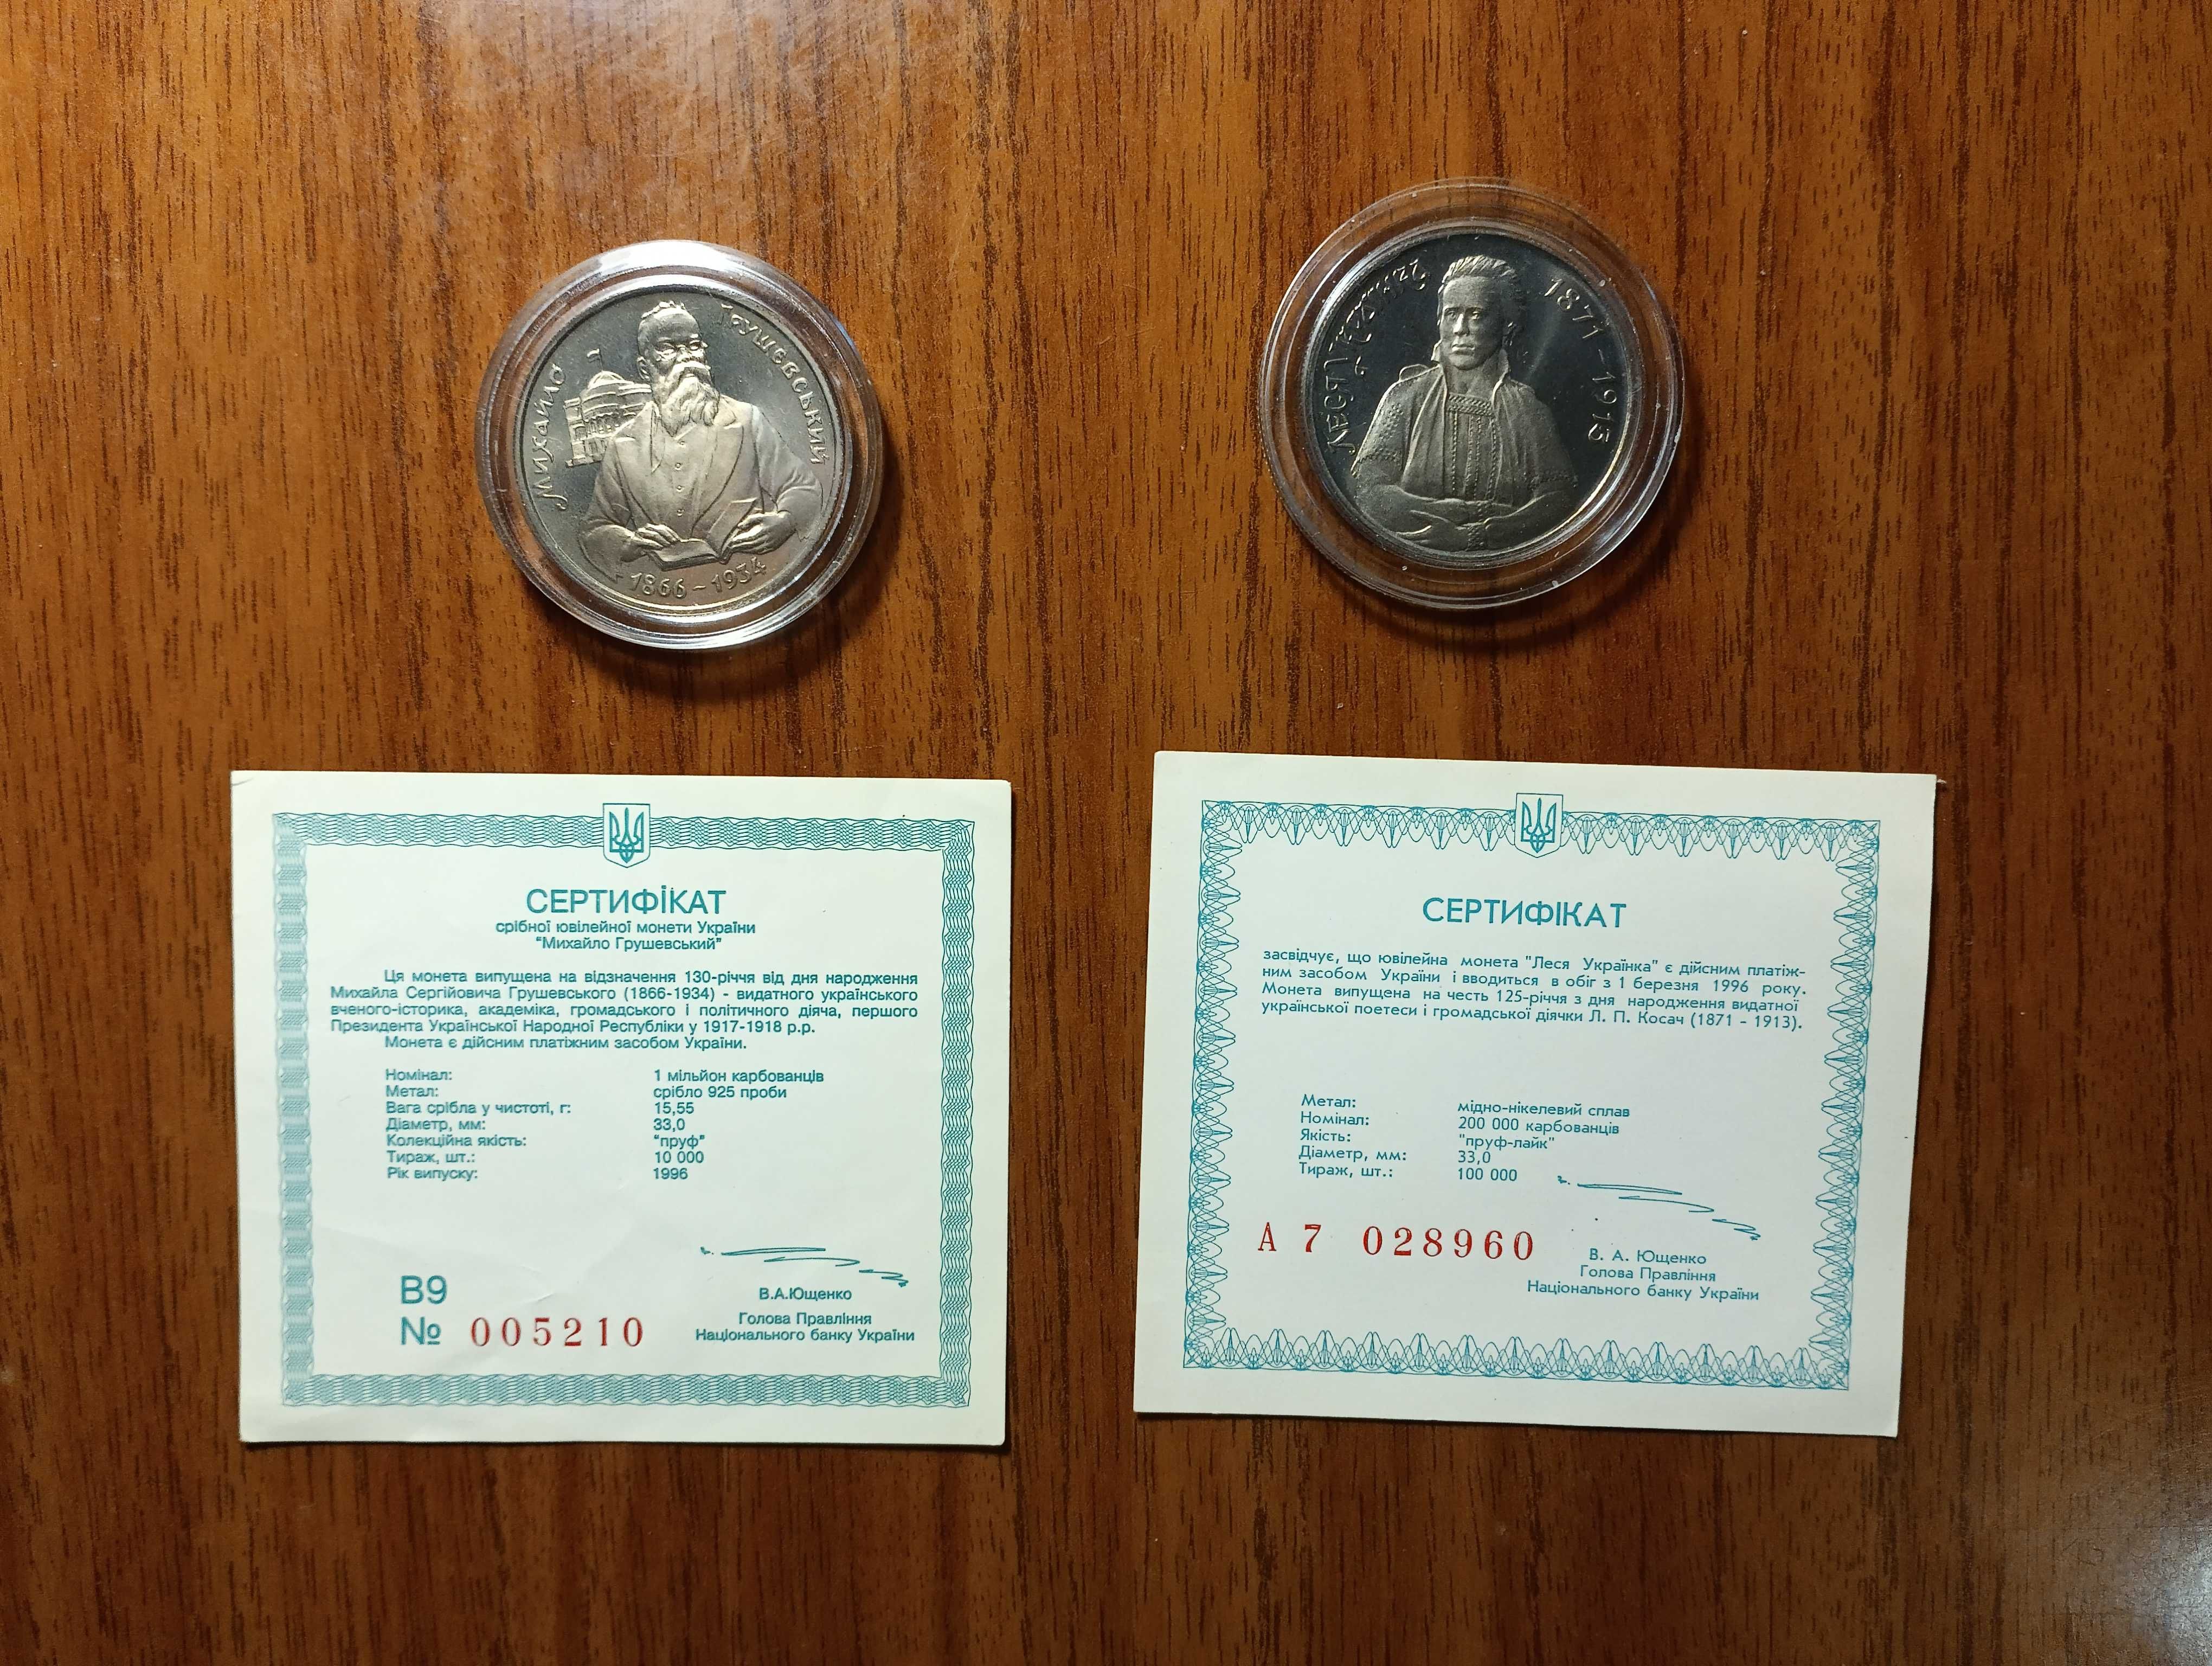 Михайло Грушевський
1866 – 1934
Леся Українка
1871 – 1913
СЕРТИФІКАТ
срібної ювілейної монети України
"Михайло Грушевський"
Ця монета випущена на відзначення 130-річчя від дня народження
Михайла Сергійовича Грушевського (1866-1934) - видатного українського
вченого-історика, академіка, громадського і політичного діяча, першого
Президента Української Народної Республіки у 1917-1918 р.р.
Монета є дійсним платіжним засобом України.
Номінал: 1 мільйон карбованців
Метал: срібло 925 проби
Вага срібла у чистоті, г: 15,55
Діаметр, мм: 33,0
Колекційна якість: "пруф"
Тираж, шт.: 10 000
Рік випуску: 1996
В9
№ 005210
В.А.Ющенко
Голова Правління
Національного банку України
СЕРТИФІКАТ
засвідчує, що ювілейна монета "Леся Українка" є дійсним платіж-
ним засобом України і вводиться в обіг з 1 березня 1996 року.
Монета випущена на честь 125-річчя з дня народження видатної
української поетеси і громадської діячки Л. П. Косач (1871 - 1913).
Метал: мідно-нікелевий сплав
Номінал: 200 000 карбованців
Якість: "пруф-лайк"
Діаметр, мм: 33,0
Тираж, шт.: 100 000
А 7 028960
В. А. Ющенко
Голова Правління
Національного банку України